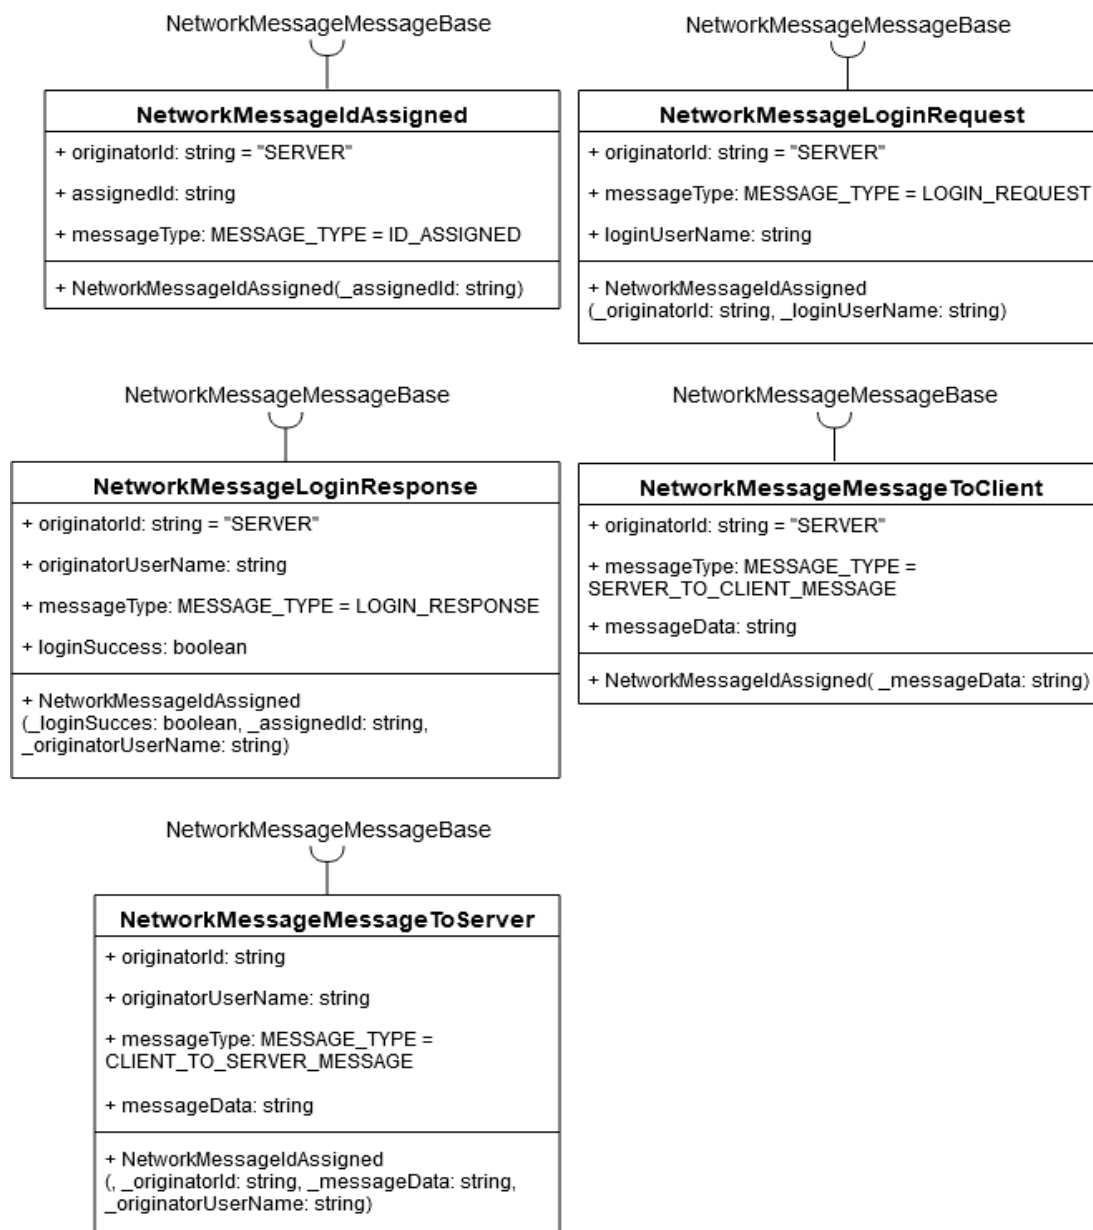 NetworkMessageMessageBase
NetworkMessageIdAssigned
+ originatorId: string = "SERVER"
+ assignedId: string
+ messageType: MESSAGE_TYPE = ID_ASSIGNED
+ NetworkMessageIdAssigned(_assignedId: string)
NetworkMessageMessageBase
NetworkMessageLoginRequest
+ originatorId: string = "SERVER"
+ messageType: MESSAGE_TYPE = LOGIN_REQUEST
+ loginUserName: string
+ NetworkMessageIdAssigned
(_originatorId: string, _loginUserName: string)
NetworkMessageMessageBase
NetworkMessageLoginResponse
+ originatorId: string = "SERVER"
+ originatorUserName: string
+ messageType: MESSAGE_TYPE = LOGIN_RESPONSE
+ loginSuccess: boolean
+ NetworkMessageIdAssigned
(_loginSucces: boolean, _assignedId: string,
_originatorUserName: string)
NetworkMessageMessageBase
NetworkMessageMessageToClient
+ originatorId: string = "SERVER"
+ messageType: MESSAGE_TYPE =
SERVER_TO_CLIENT_MESSAGE
+ messageData: string
+ NetworkMessageIdAssigned( _messageData: string)
NetworkMessageMessageBase
NetworkMessageMessageToServer
+ originatorId: string
+ originatorUserName: string
+ messageType: MESSAGE_TYPE =
CLIENT_TO_SERVER_MESSAGE
+ messageData: string
+ NetworkMessageIdAssigned
(, _originatorId: string, _messageData: string,
_originatorUserName: string)